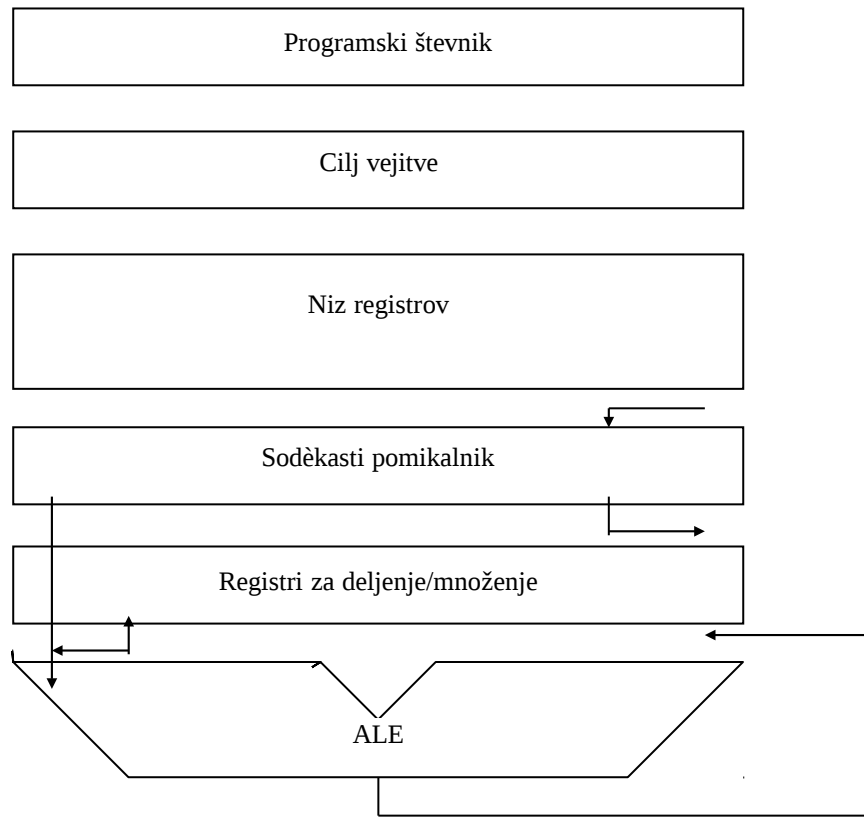 Programski števnik
Cilj vejitve
Niz registrov
Sodèkasti pomikalnik
Registri za deljenje/množenje
ALE